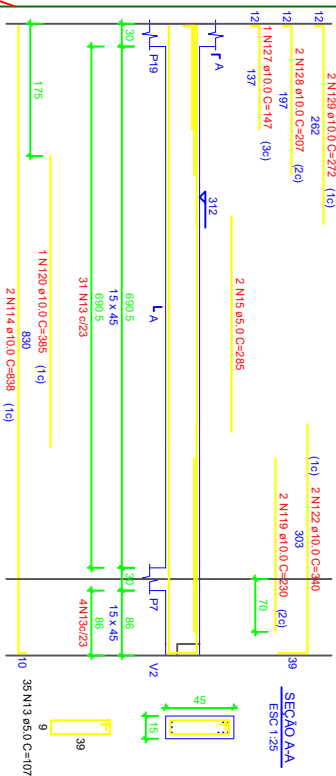 2 N129 ø10.0 C=272 (1c)
12
262
2 N128 ø10.0 C=207 (2c)
12
197
1 N127 ø10.0 C=147 (3c)
12
137
2 N122 ø10.0 C=340
(1c)
303
39
2 N119 ø10.0 C=230 (2c)
70
2 N15 ø5.0 C=285
312
A
A
P19
P7
V2
30
690.5
30
86
15 x 45
15 x 45
690.5
86
31 N13 c/23
4 N13c/23
175
1 N120 ø10.0 C=385 (1c)
830
10
2 N114 ø10.0 C=838 (1c)
SEÇÃO A-A
ESC 1:25
45
15
39
9
35 N13 ø5.0 C=107